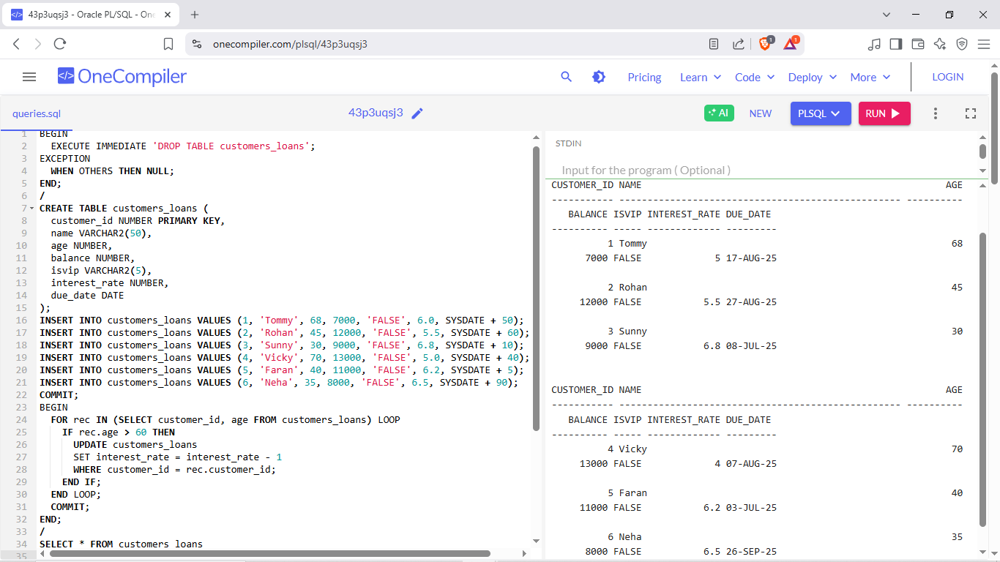 43p3uqsj3 - Oracle PL/SQL - One
onecompiler.com/plsql/43p3uqsj3
1
1
</> OneCompiler
Pricing
Learn
Code
Deploy
More
LOGIN
queries.sql
43p3uqsj3
AI
NEW
PLSQL
RUN
1 BEGIN
2 EXECUTE IMMEDIATE 'DROP TABLE customers_loans';
3 EXCEPTION
4 WHEN OTHERS THEN NULL;
5 END;
6 /
7 CREATE TABLE customers_loans (
8 customer_id NUMBER PRIMARY KEY,
9 name VARCHAR2(50),
10 age NUMBER,
11 balance NUMBER,
12 isvip VARCHAR2(5),
13 interest_rate NUMBER,
14 due_date DATE
15 );
16 INSERT INTO customers_loans VALUES (1, 'Tommy', 68, 7000, 'FALSE', 6.0, SYSDATE + 50);
17 INSERT INTO customers_loans VALUES (2, 'Rohan', 45, 12000, 'FALSE', 5.5, SYSDATE + 60);
18 INSERT INTO customers_loans VALUES (3, 'Sunny', 30, 9000, 'FALSE', 6.8, SYSDATE + 10);
19 INSERT INTO customers_loans VALUES (4, 'Vicky', 70, 13000, 'FALSE', 5.0, SYSDATE + 40);
20 INSERT INTO customers_loans VALUES (5, 'Faran', 40, 11000, 'FALSE', 6.2, SYSDATE + 5);
21 INSERT INTO customers_loans VALUES (6, 'Neha', 35, 8000, 'FALSE', 6.5, SYSDATE + 90);
22 COMMIT;
23 BEGIN
24 FOR rec IN (SELECT customer_id, age FROM customers_loans) LOOP
25 IF rec.age > 60 THEN
26 UPDATE customers_loans
27 SET interest_rate = interest_rate - 1
28 WHERE customer_id = rec.customer_id;
29 END IF;
30 END LOOP;
31 COMMIT;
32 END;
33 /
34 SELECT * FROM customers_loans
35
STDIN
Input for the program ( Optional )
CUSTOMER_ID NAME AGE
----------- -------------------------------------------------- ----------
BALANCE ISVIP INTEREST_RATE DUE_DATE
---------- ----- ------------- ---------
1 Tommy 68
7000 FALSE 5 17-AUG-25
2 Rohan 45
12000 FALSE 5.5 27-AUG-25
3 Sunny 30
9000 FALSE 6.8 08-JUL-25
CUSTOMER_ID NAME AGE
----------- -------------------------------------------------- ----------
BALANCE ISVIP INTEREST_RATE DUE_DATE
---------- ----- ------------- ---------
4 Vicky 70
13000 FALSE 4 07-AUG-25
5 Faran 40
11000 FALSE 6.2 03-JUL-25
6 Neha 35
8000 FALSE 6.5 26-SEP-25